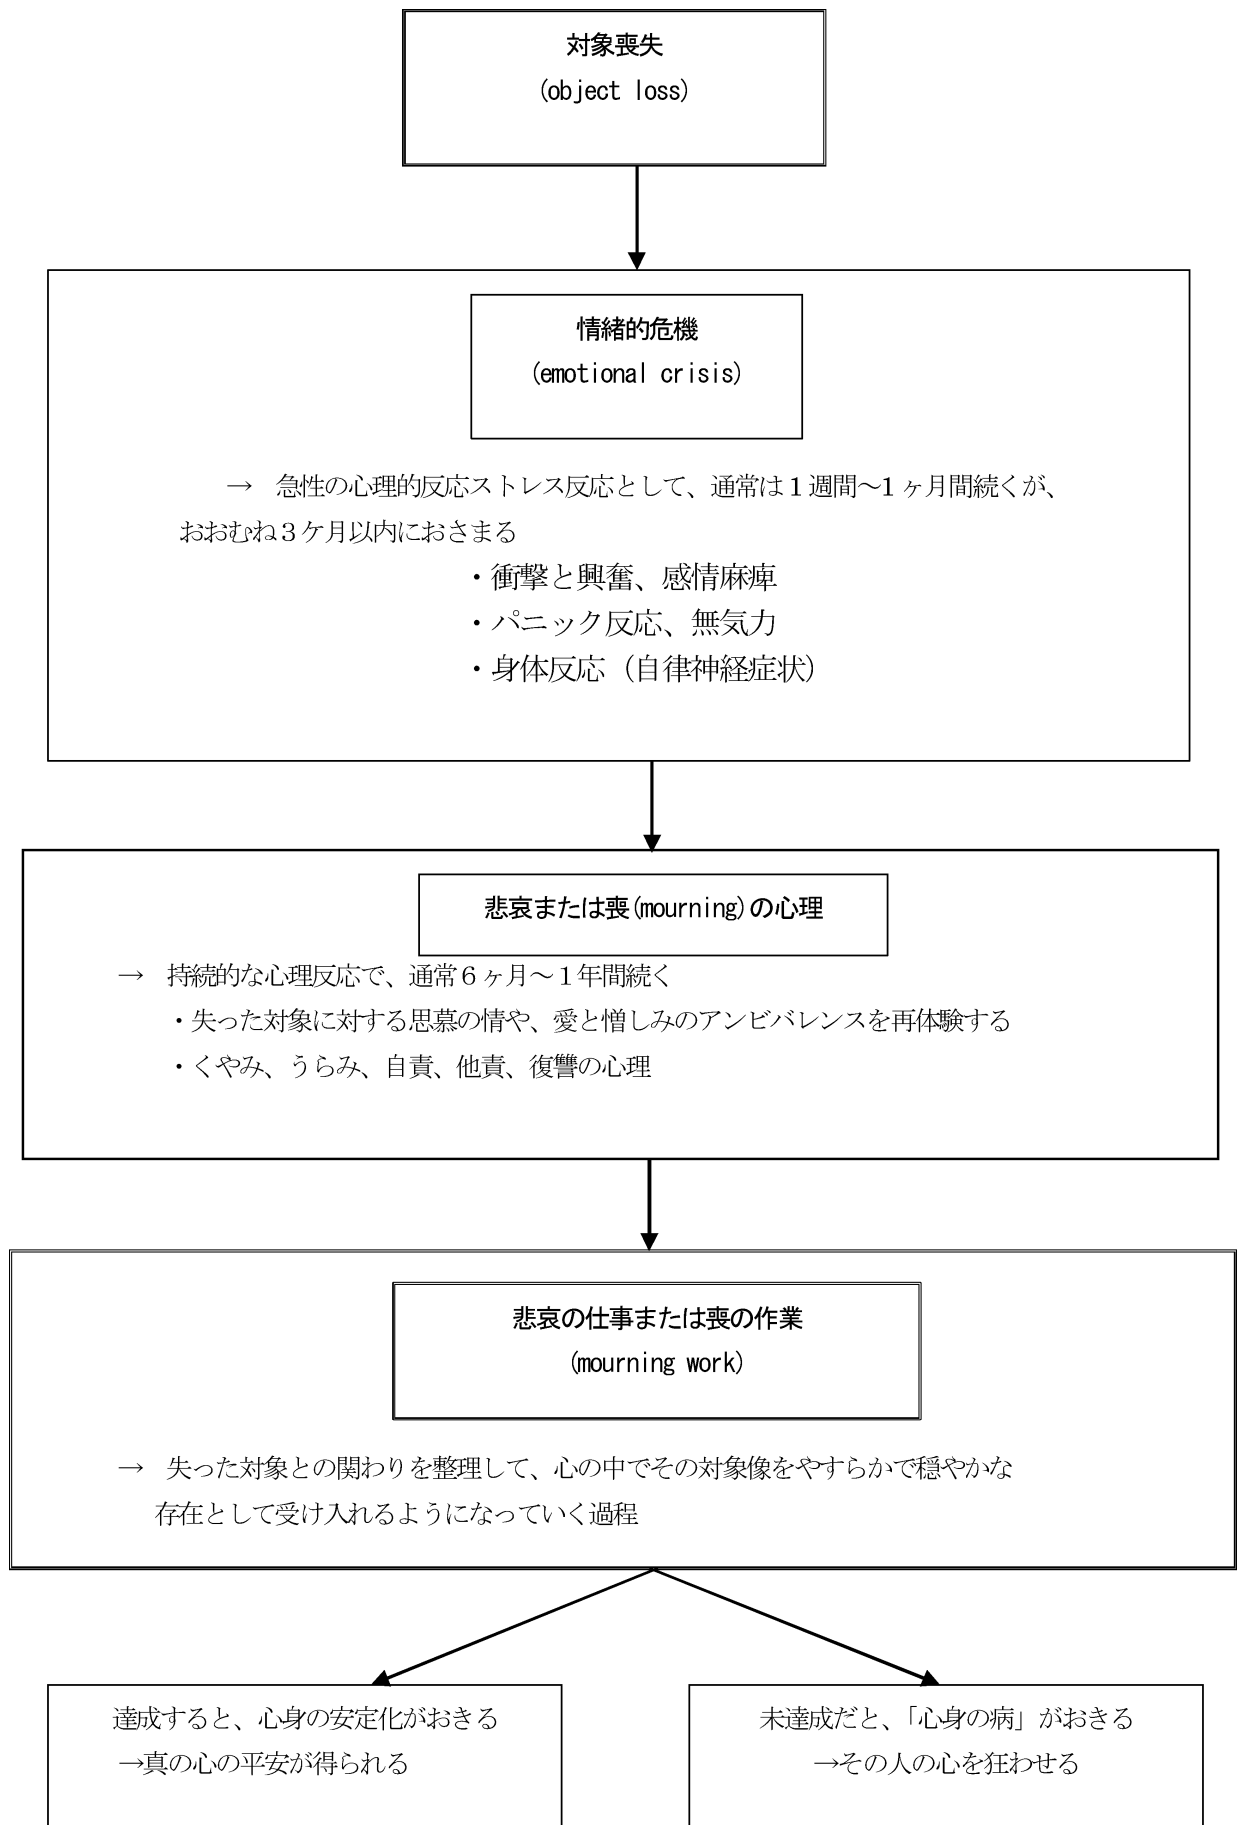 対象喪失
(object loss)
情緒的危機
(emotional crisis)
→　急性の心理的反応ストレス反応として、通常は１週間～1ヶ月間続くが、
おおむね３ケ月以内におさまる
・衝撃と興奮、感情麻痺
・パニック反応、無気力
・身体反応（自律神経症状）
悲哀または喪(mourning)の心理
→　持続的な心理反応で、通常６ヶ月～１年間続く
・失った対象に対する思慕の情や、愛と憎しみのアンビバレンスを再体験する
・くやみ、うらみ、自責、他責、復讐の心理
悲哀の仕事または喪の作業
(mourning work)
→　失った対象との関わりを整理して、心の中でその対象像をやすらかで穏やかな
存在として受け入れるようになっていく過程
達成すると、心身の安定化がおきる
→真の心の平安が得られる
未達成だと、「心身の病」がおきる
→その人の心を狂わせる